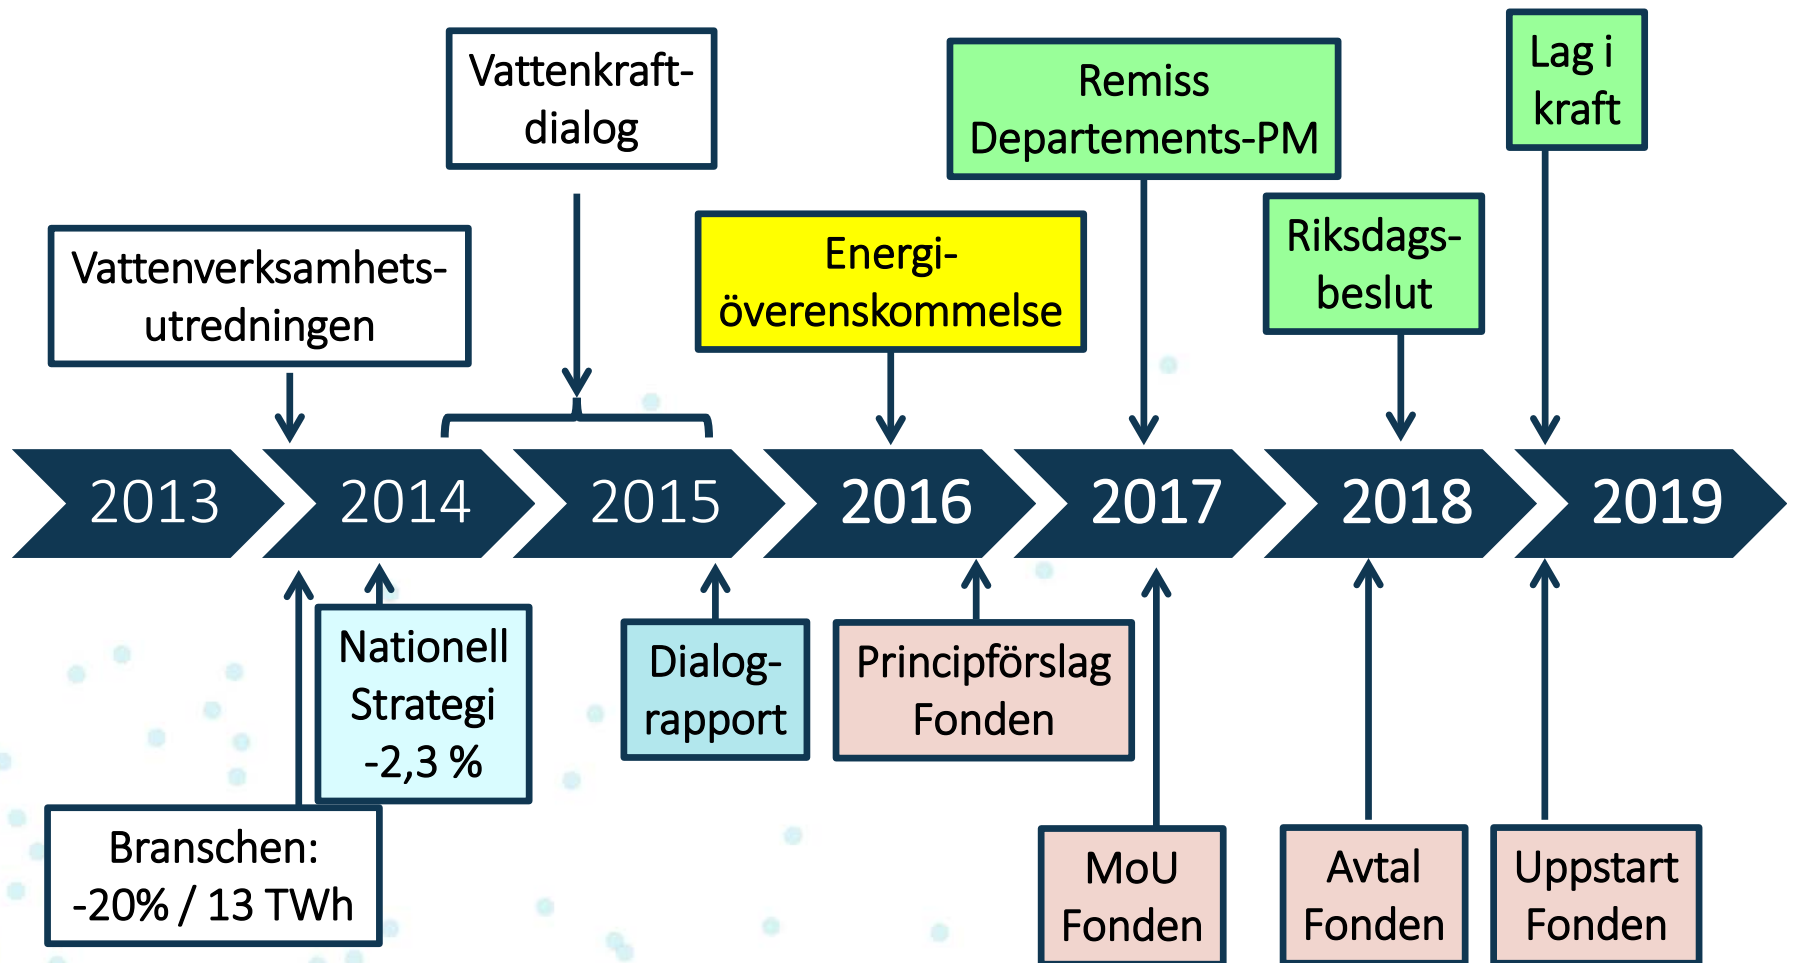 Vattenkraft-
dialog
Remiss
Departements-PM
Lag i
kraft
Vattenverksamhets-
utredningen
Energi-
överenskommelse
Riksdags-
beslut
2013
2014
2015
2016
2017
2018
2019
Nationell
Strategi
-2,3 %
Dialog-
rapport
Principförslag
Fonden
Branschen:
-20% / 13 TWh
MoU
Fonden
Avtal
Fonden
Uppstart
Fonden